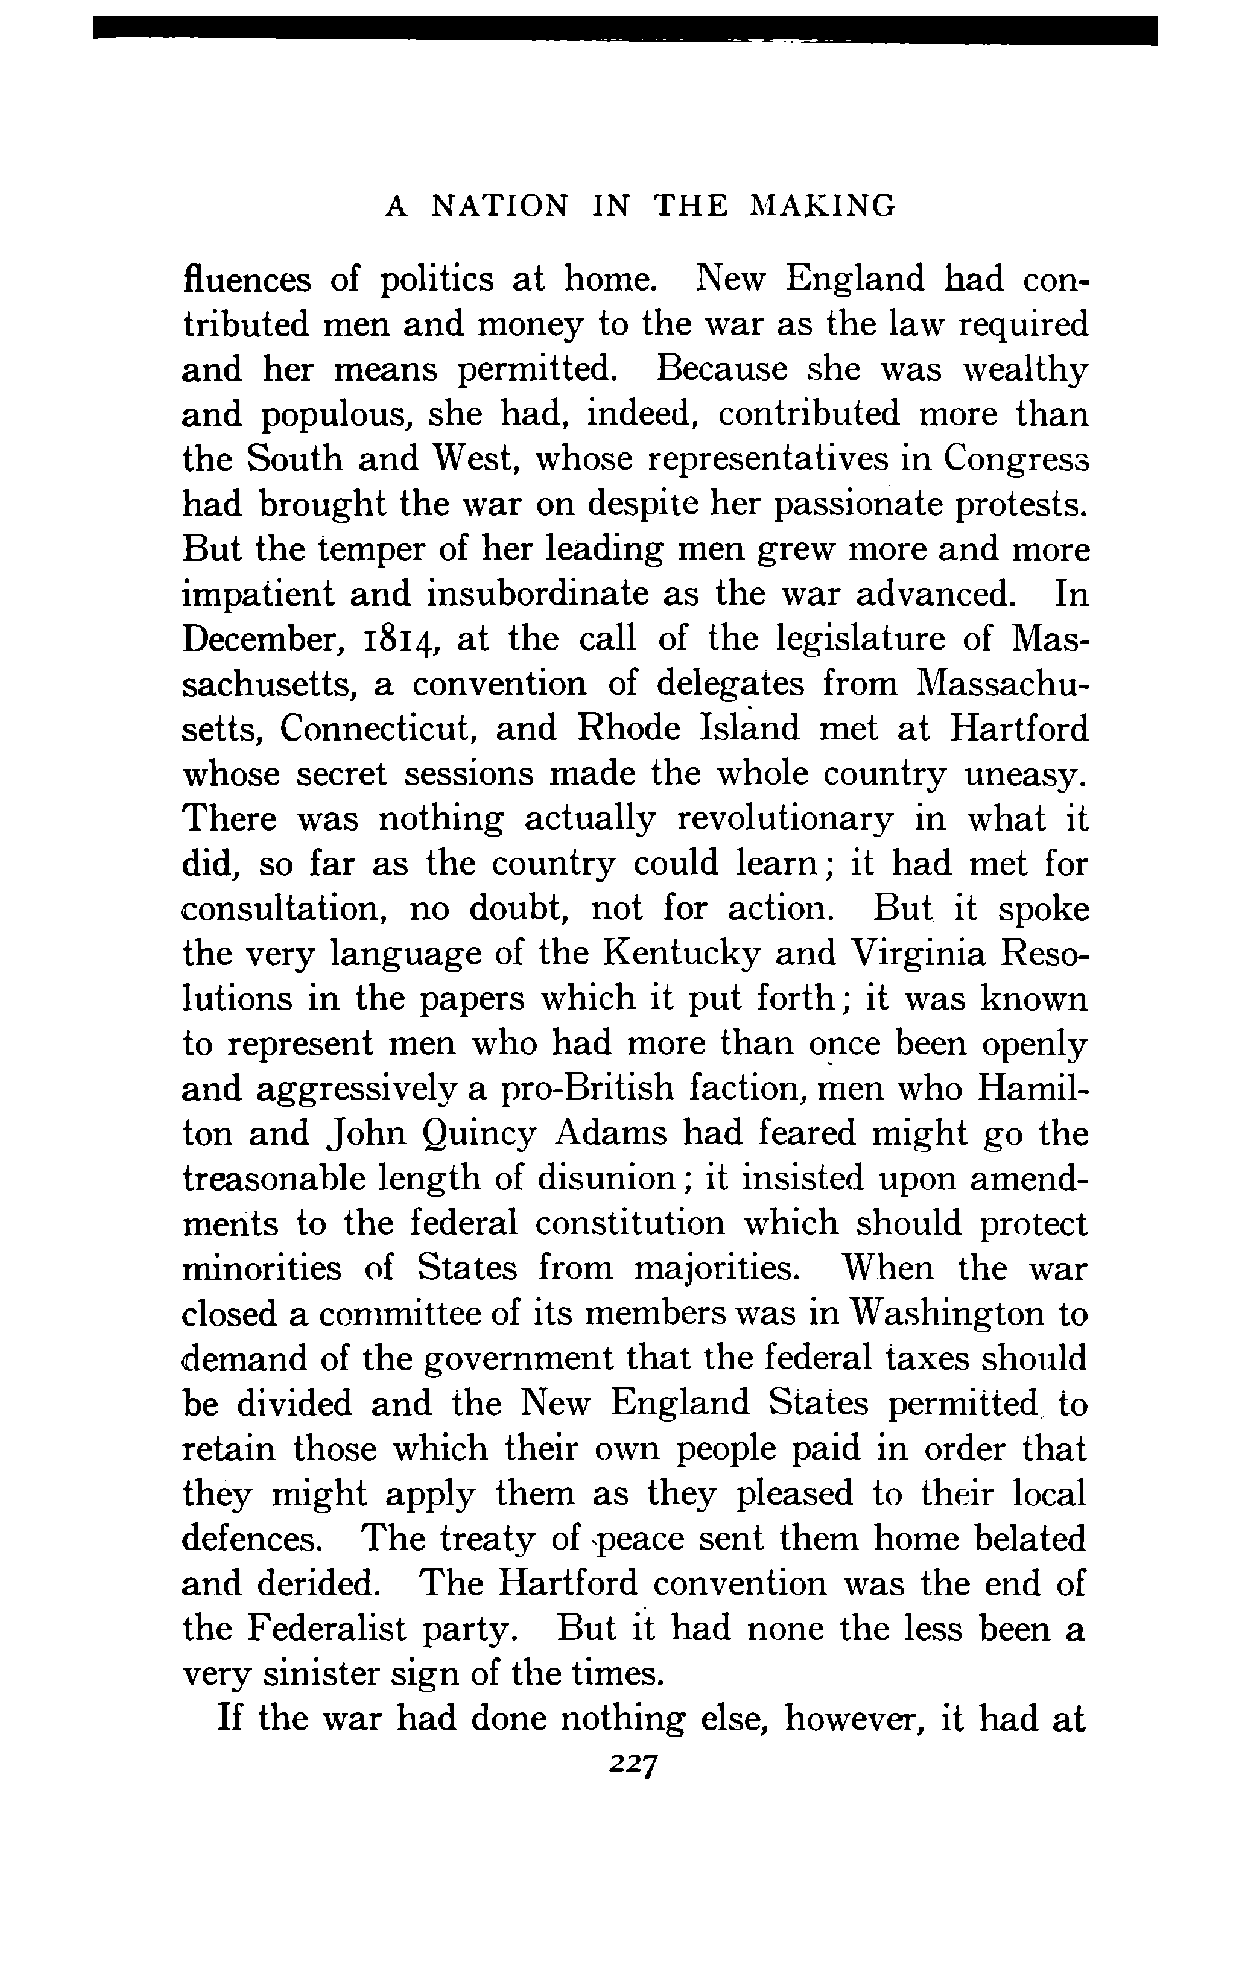 A NATION IN THE MAKING
fluences of politics at home. New England had con-
tributed men and money to the war as the law required
and her means permitted. Because she was wealthy
and populous, she had, indeed, contributed more than
the South and West, whose representatives in Congress
had brought the war on despite her passionate protests.
But the temper of her leading men grew more and more
impatient and insubordinate as the war advanced. In
December, 1814, at the call of the legislature of Mas-
sachusetts, a convention of delegates from Massachu-
setts, Connecticut, and Rhode Island met at Hartford
whose secret sessions made the whole country uneasy.
There was nothing actually revolutionary in what it
did, so far as the country could learn; it had met for
consultation, no doubt, not for action. But it spoke
the very language of the Kentucky and Virginia Reso-
lutions in the papers which it put forth; it was known
to represent men who had more than once been openly
and aggressively a pro-British faction, men who Hamil-
ton and John Quincy Adams had feared might go the
treasonable length of disunion; it insisted upon amend-
ments to the federal constitution which should protect
minorities of States from majorities. When the war
closed a committee of its members was in Washington to
demand of the government that the federal taxes should
be divided and the New England States permitted to
retain those which their own people paid in order that
they might apply them as they pleased to their local
defences. The treaty of peace sent them home belated
and derided. The Hartford convention was the end of
the Federalist party. But it had none the less been a
very sinister sign of the times.
If the war had done nothing else, however, it had at
227